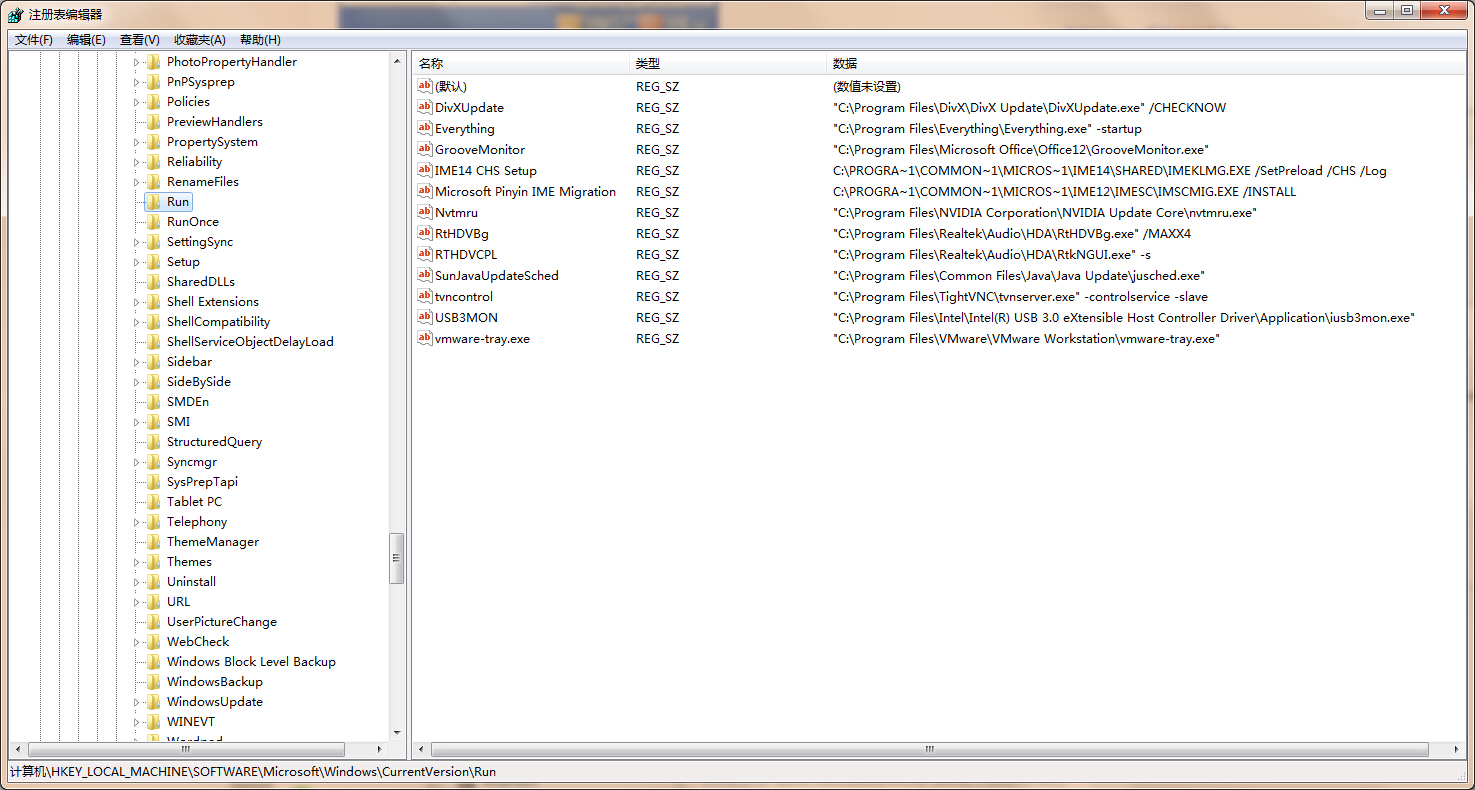 注册表编辑器
文件(F) 编辑(E) 查看(V) 收藏夹(A) 帮助(H)
PhotoPropertyHandler
PnPSysprep
Policies
PreviewHandlers
PropertySystem
Reliability
RenameFiles
Run
RunOnce
SettingSync
Setup
SharedDLLs
Shell Extensions
ShellCompatibility
ShellServiceObjectDelayLoad
Sidebar
SideBySide
SMDEn
SMI
StructuredQuery
Syncmgr
SysPrepTapi
Tablet PC
Telephony
ThemeManager
Themes
Uninstall
URL
UserPictureChange
WebCheck
Windows Block Level Backup
WindowsBackup
WindowsUpdate
WINEVT
Wordpad
名称 类型 数据
(默认) REG_SZ (数值未设置)
DivXUpdate REG_SZ "C:\Program Files\DivX\DivX Update\DivXUpdate.exe" /CHECKNOW
Everything REG_SZ "C:\Program Files\Everything\Everything.exe" -startup
GrooveMonitor REG_SZ "C:\Program Files\Microsoft Office\Office12\GrooveMonitor.exe"
IME14 CHS Setup REG_SZ C:\PROGRA~1\COMMON~1\MICROS~1\IME14\SHARED\IMEKLMG.EXE /SetPreload /CHS /Log
Microsoft Pinyin IME Migration REG_SZ C:\PROGRA~1\COMMON~1\MICROS~1\IME12\IMESC\IMSCMIG.EXE /INSTALL
Nvtmru REG_SZ "C:\Program Files\NVIDIA Corporation\NVIDIA Update Core\nvtmru.exe"
RtHDVBg REG_SZ "C:\Program Files\Realtek\Audio\HDA\RtHDVBg.exe" /MAXX4
RTHDVCPL REG_SZ "C:\Program Files\Realtek\Audio\HDA\RtkNGUI.exe" -s
SunJavaUpdateSched REG_SZ "C:\Program Files\Common Files\Java\Java Update\jusched.exe"
tvncontrol REG_SZ "C:\Program Files\TightVNC\tvnserver.exe" -controlservice -slave
USB3MON REG_SZ "C:\Program Files\Intel\Intel(R) USB 3.0 eXtensible Host Controller Driver\Application\iusb3mon.exe"
vmware-tray.exe REG_SZ "C:\Program Files\VMware\VMware Workstation\vmware-tray.exe"
计算机\HKEY_LOCAL_MACHINE\SOFTWARE\Microsoft\Windows\CurrentVersion\Run